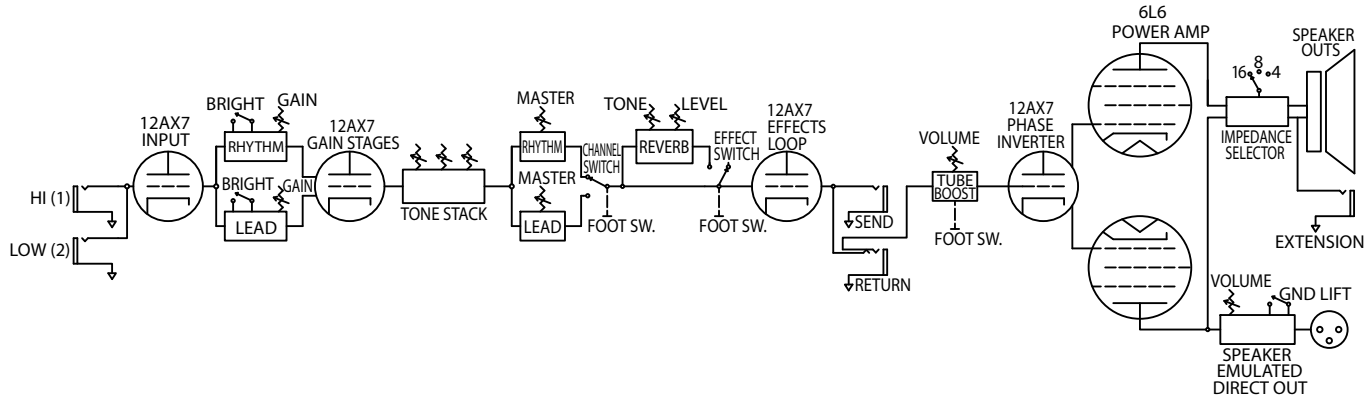 HI (1)
LOW (2)
12AX7
INPUT
BRIGHT
GAIN
RHYTHM
BRIGHT
GAIN
LEAD
12AX7
GAIN STAGES
TONE STACK
MASTER
RHYTHM
MASTER
LEAD
CHANNEL
SWITCH
FOOT SW.
TONE
LEVEL
REVERB
EFFECT
SWITCH
FOOT SW.
12AX7
EFFECTS
LOOP
SEND
RETURN
VOLUME
TUBE
BOOST
FOOT SW.
12AX7
PHASE
INVERTER
6L6
POWER AMP
16
8
4
IMPEDANCE
SELECTOR
SPEAKER
OUTS
EXTENSION
VOLUME
GND LIFT
SPEAKER
EMULATED
DIRECT OUT